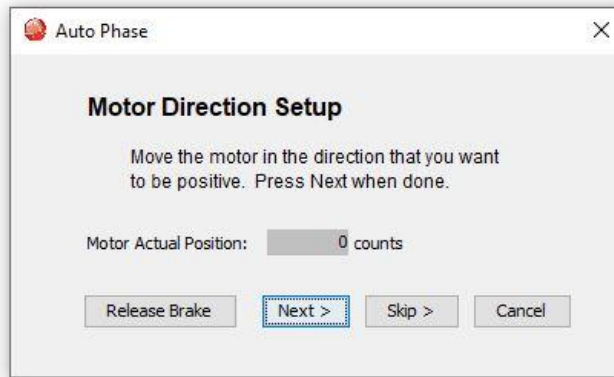 Auto Phase
Motor Direction Setup
Move the motor in the direction that you want
to be positive. Press Next when done.
Motor Actual Position: 0 counts
Release Brake Next > Skip > Cancel